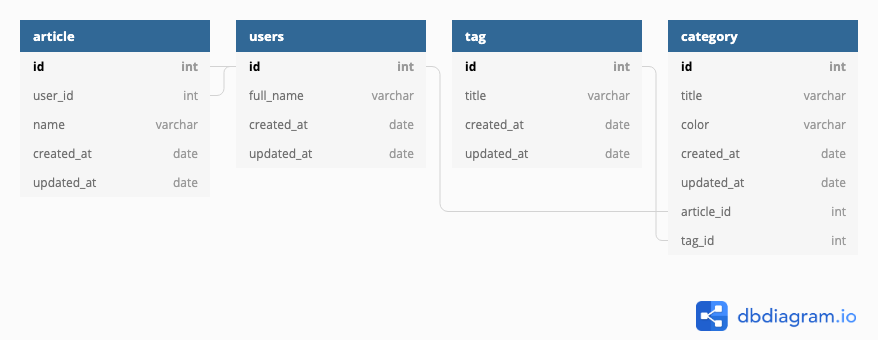 article
id int
user_id int
name varchar
created_at date
updated_at date
users
id int
full_name varchar
created_at date
updated_at date
tag
id int
title varchar
created_at date
updated_at date
category
id int
title varchar
color varchar
created_at date
updated_at date
article_id int
tag_id int
dbdiagram.io